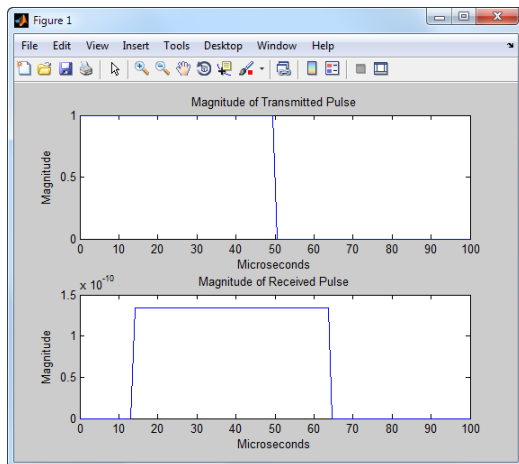 Figure 1
File Edit View Insert Tools Desktop Window Help
Magnitude of Transmitted Pulse
1
0.5
0
Magnitude
0 10 20 30 40 50 60 70 80 90 100
Microseconds
Magnitude of Received Pulse
x 10^-10
1.5
1
0.5
0
Magnitude
0 10 20 30 40 50 60 70 80 90 100
Microseconds